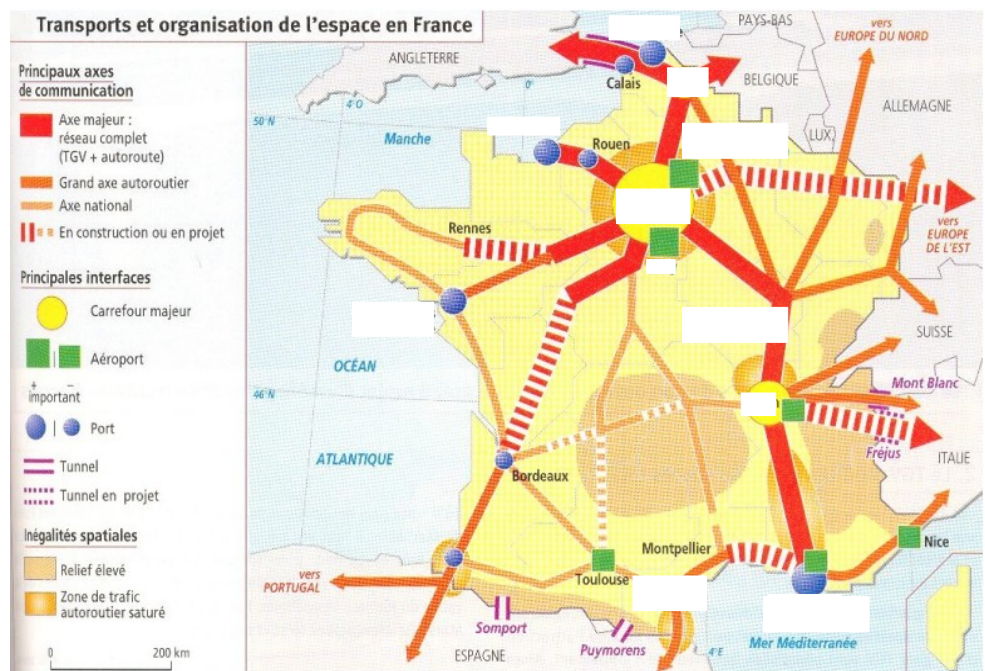 Transports et organisation de l'espace en France
Principaux axes
de communication
Axe majeur :
réseau complet
(TGV + autoroute)
Grand axe autoroutier
Axe national
En construction ou en projet
Principales interfaces
Carrefour majeur
Aéroport
+ –
important
Port
Tunnel
Tunnel en projet
Inégalités spatiales
Relief élevé
Zone de trafic
autoroutier saturé
0 200 km
PAYS-BAS
vers
EUROPE DU NORD
ANGLETERRE
BELGIQUE
Calais
4°O
0°
ALLEMAGNE
50°N
Manche
LUX.
Rouen
Rennes
vers
EUROPE
DE L'EST
SUISSE
OCÉAN
46°N
Mont Blanc
ATLANTIQUE
Fréjus
ITALIE
Bordeaux
Montpellier
Nice
Toulouse
vers
PORTUGAL
Somport
Puymorens
4°E
Mer Méditerranée
ESPAGNE